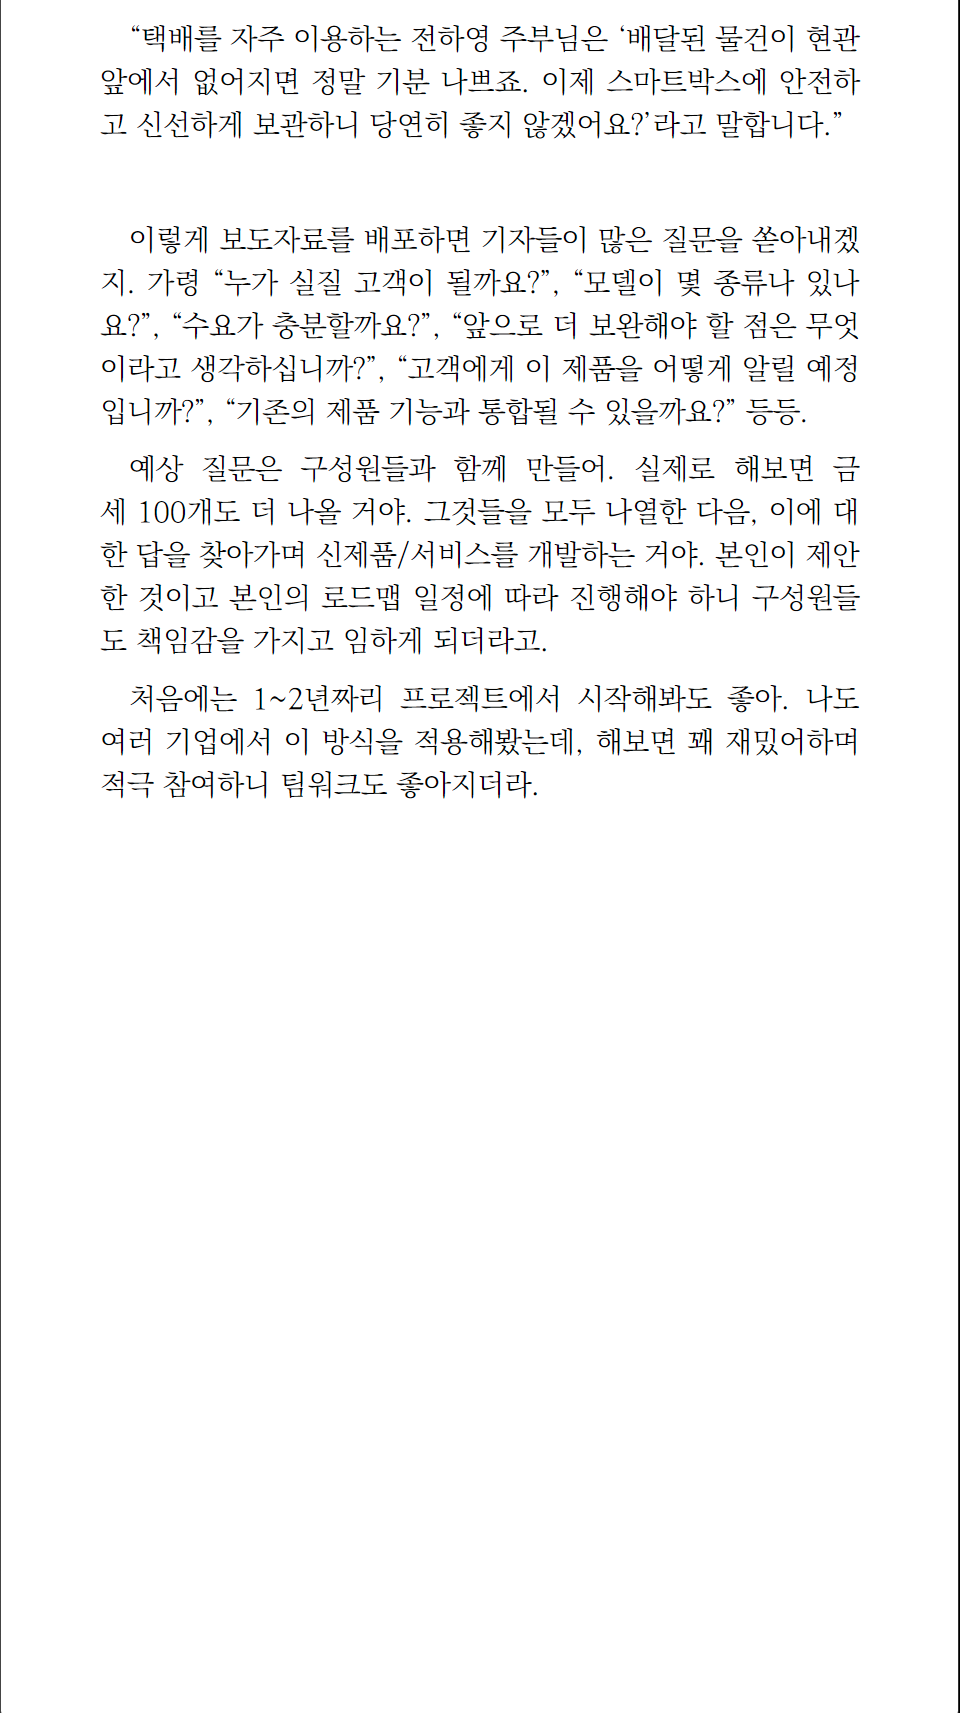 “택배를 자주 이용하는 전하영 주부님은 ‘배달된 물건이 현관
앞에서 없어지면 정말 기분 나쁘죠. 이제 스마트박스에 안전하
고 신선하게 보관하니 당연히 좋지 않겠어요?’라고 말합니다.”
이렇게 보도자료를 배포하면 기자들이 많은 질문을 쏟아내겠
지. 가령 “누가 실질 고객이 될까요?”, “모델이 몇 종류나 있나
요?”, “수요가 충분할까요?”, “앞으로 더 보완해야 할 점은 무엇
이라고 생각하십니까?”, “고객에게 이 제품을 어떻게 알릴 예정
입니까?”, “기존의 제품 기능과 통합될 수 있을까요?” 등등.
예상 질문은 구성원들과 함께 만들어. 실제로 해보면 금
세 100개도 더 나올 거야. 그것들을 모두 나열한 다음, 이에 대
한 답을 찾아가며 신제품/서비스를 개발하는 거야. 본인이 제안
한 것이고 본인의 로드맵 일정에 따라 진행해야 하니 구성원들
도 책임감을 가지고 임하게 되더라고.
처음에는 1~2년짜리 프로젝트에서 시작해봐도 좋아. 나도
여러 기업에서 이 방식을 적용해봤는데, 해보면 꽤 재밌어하며
적극 참여하니 팀워크도 좋아지더라.